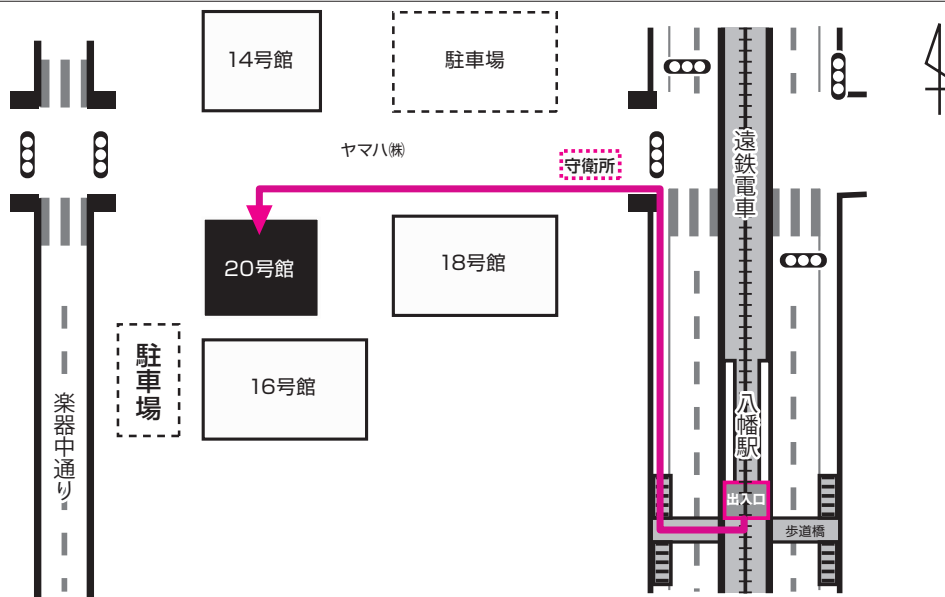 14号館
駐車場
ヤマハ㈱
守衛所
遠鉄電車
20号館
18号館
駐車場
16号館
楽器中通り
八幡駅
出入口
歩道橋